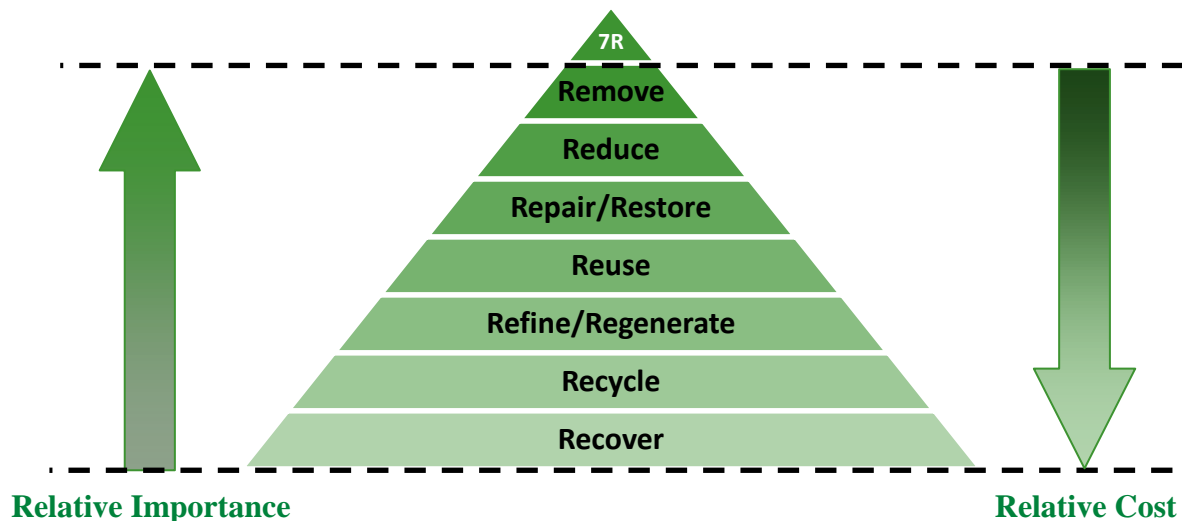 7R
Remove
Reduce
Repair/Restore
Reuse
Refine/Regenerate
Recycle
Recover
Relative Importance
Relative Cost